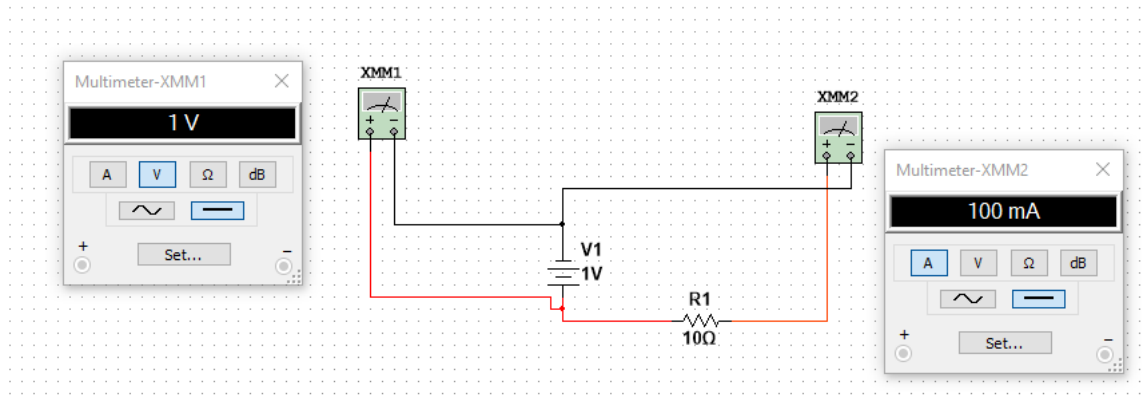 Multimeter-XMM1
1 V
A V Ω dB
+ Set... −
XMM1
+ −
XMM2
+ −
V1
1V
R1
10Ω
Multimeter-XMM2
100 mA
A V Ω dB
+ Set... −